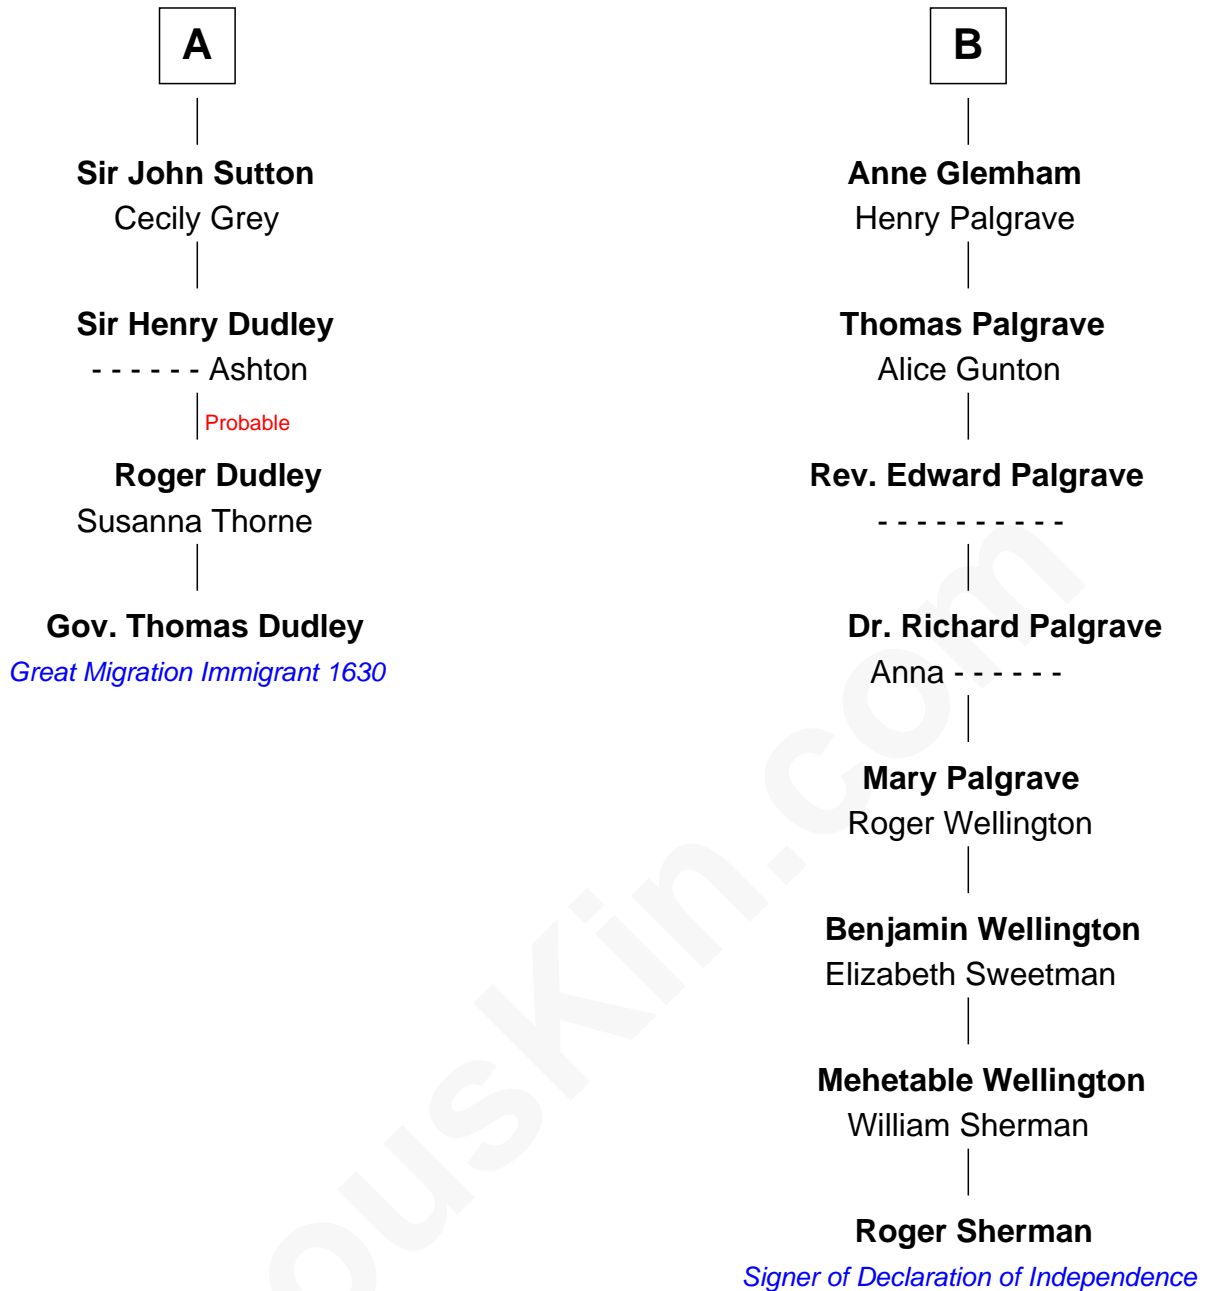 A
Sir John Sutton
Cecily Grey
Sir Henry Dudley
- - - - - - Ashton
Probable
Roger Dudley
Susanna Thorne
Gov. Thomas Dudley
Great Migration Immigrant 1630
B
Anne Glemham
Henry Palgrave
Thomas Palgrave
Alice Gunton
Rev. Edward Palgrave
- - - - - - - - - -
Dr. Richard Palgrave
Anna - - - - - -
Mary Palgrave
Roger Wellington
Benjamin Wellington
Elizabeth Sweetman
Mehetable Wellington
William Sherman
Roger Sherman
Signer of Declaration of Independence
ousKin.com